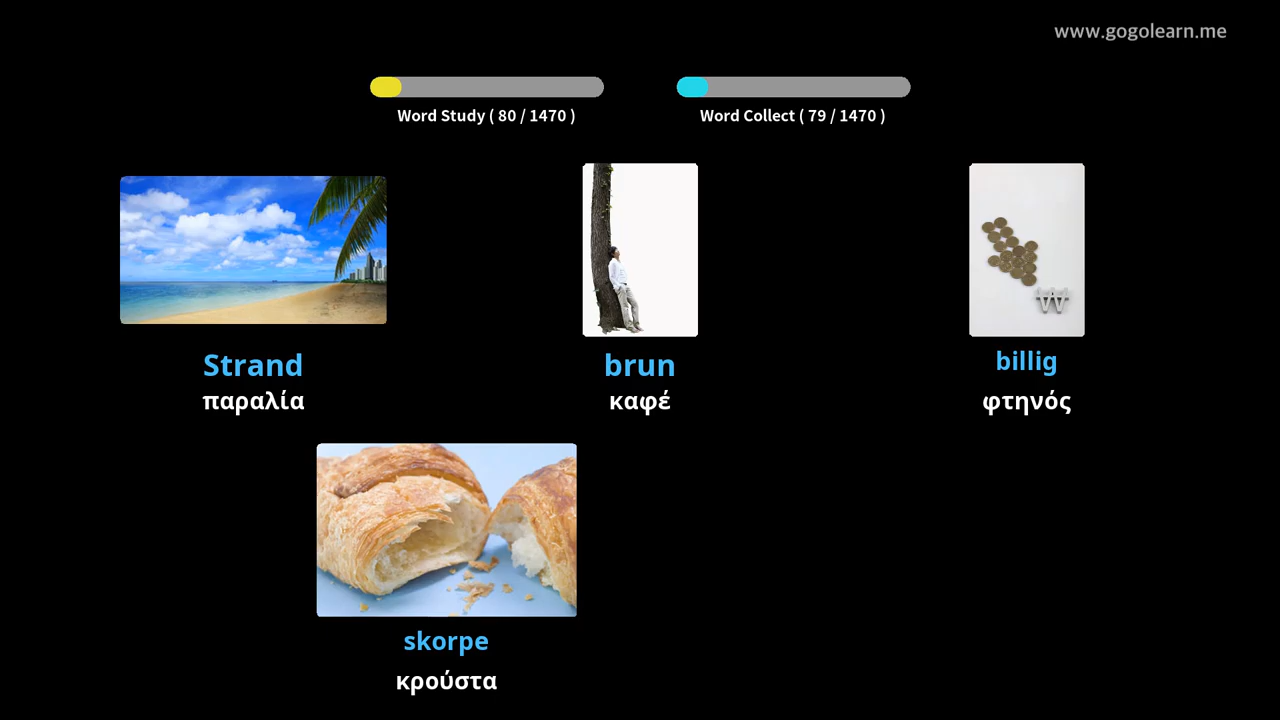 www.gogolearn.me
Word Study ( 80 / 1470 )
Word Collect ( 79 / 1470 )
Strand
παραλία
brun
καφέ
billig
φτηνός
skorpe
κρούστα